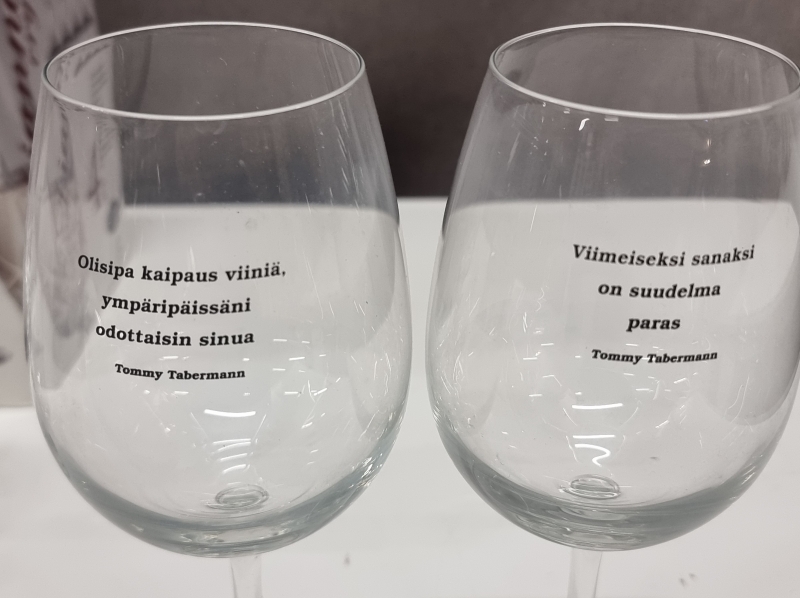 Olisipa kaipaus viiniä,
ympäripäissäni
odottaisin sinua
Tommy Tabermann
Viimeiseksi sanaksi
on suudelma
paras
Tommy Tabermann